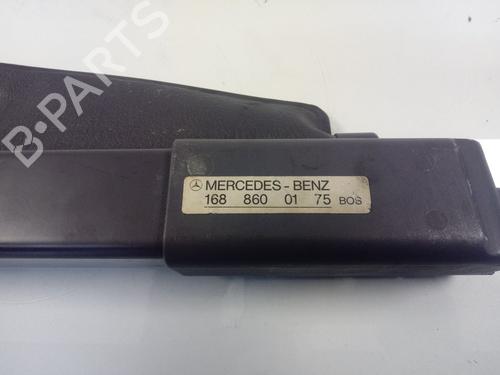 B-PARTS
MERCEDES-BENZ
168 860 01 75 BOS